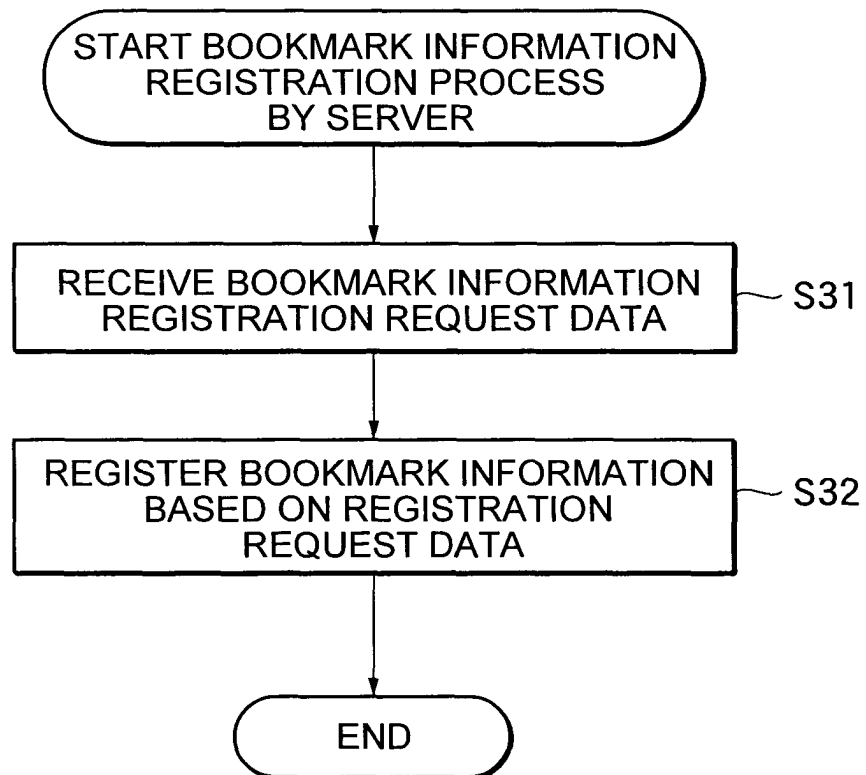 START BOOKMARK INFORMATION
REGISTRATION PROCESS
BY SERVER
RECEIVE BOOKMARK INFORMATION
REGISTRATION REQUEST DATA
S31
REGISTER BOOKMARK INFORMATION
BASED ON REGISTRATION
REQUEST DATA
S32
END